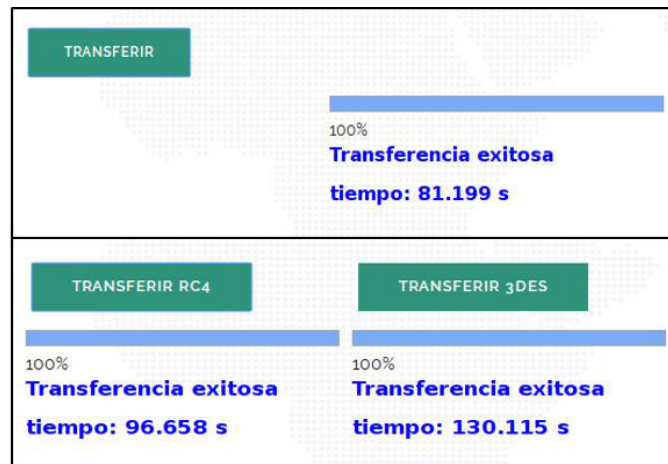 TRANSFERIR
100%
Transferencia exitosa
tiempo: 81.199 s
TRANSFERIR RC4
100%
Transferencia exitosa
tiempo: 96.658 s
TRANSFERIR 3DES
100%
Transferencia exitosa
tiempo: 130.115 s